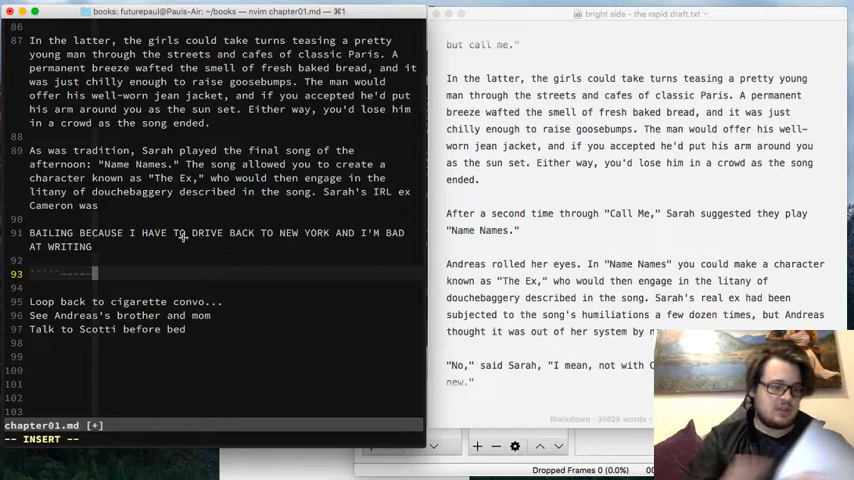 books: futurepaul@Pauls-Air: ~/books — nvim chapter01.md — ⌘1
bright side - the rapid draft.txt
86
87 In the latter, the girls could take turns teasing a pretty
young man through the streets and cafes of classic Paris. A
permanent breeze wafted the smell of fresh baked bread, and it
was just chilly enough to raise goosebumps. The man would
offer his well-worn jean jacket, and if you accepted he'd put
his arm around you as the sun set. Either way, you'd lose him
in a crowd as the song ended.
88
89 As was tradition, Sarah played the final song of the
afternoon: "Name Names." The song allowed you to create a
character known as "The Ex," who would then engage in the
litany of douchebaggery described in the song. Sarah's IRL ex
Cameron was
90
91 BAILING BECAUSE I HAVE TO DRIVE BACK TO NEW YORK AND I'M BAD
AT WRITING
92
93 `````~~~~~
94
95 Loop back to cigarette convo...
96 See Andreas's brother and mom
97 Talk to Scotti before bed
98
99
100
101
102
103
chapter01.md [+]
-- INSERT --
but call me."
In the latter, the girls could take turns teasing a pretty
young man through the streets and cafes of classic Paris. A
permanent breeze wafted the smell of fresh baked bread, and it
was just chilly enough to raise goosebumps. The man would
offer his well-
worn jean jacket, and if you accepted he'd put his arm around you
as the sun set. Either way, you'd lose him in a crowd as the song
ended.
After a second time through "Call Me," Sarah suggested they play
"Name Names."
Andreas rolled her eyes. In "Name Names" you could make a character
known as "The Ex," who would then engage in the litany of
douchebaggery described in the song. Sarah's real ex had been
subjected to the song's humiliations a few dozen times, but Andreas
thought it was out of her system by
"No," said Sarah, "I mean, not with
new."
Markdown 35828 words
Dropped Frames 0 (0.0%)